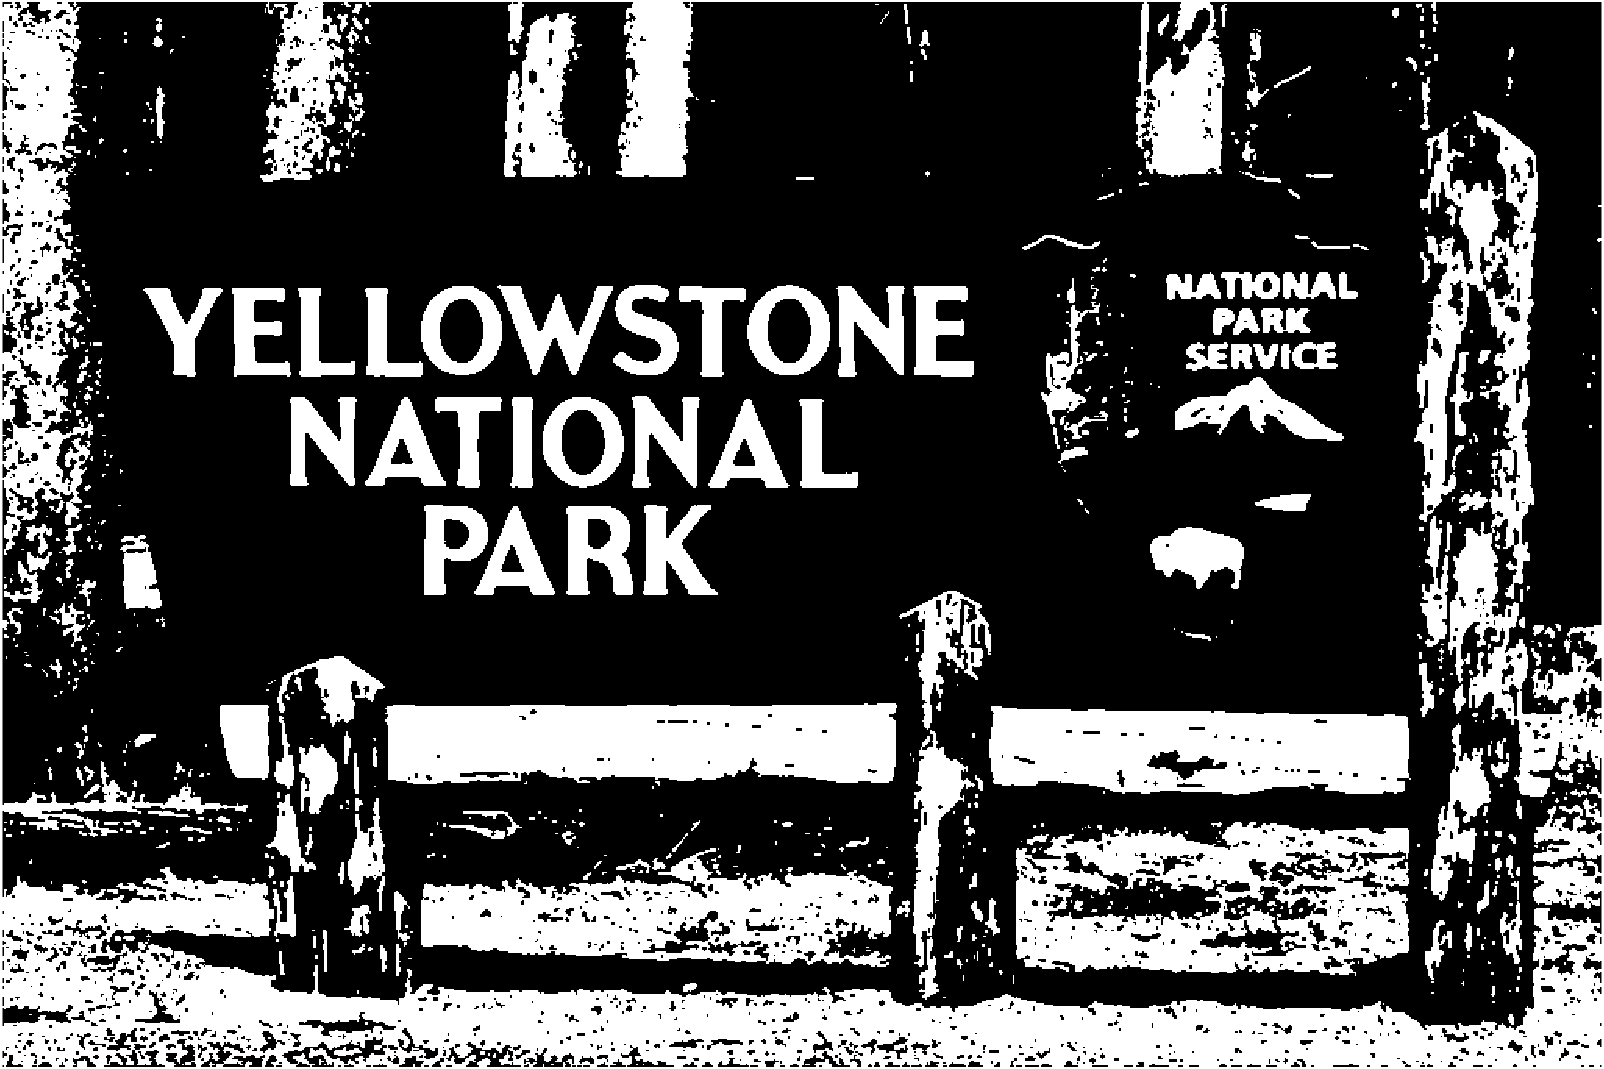 YELLOWSTONE
NATIONAL
PARK
NATIONAL
PARK
SERVICE